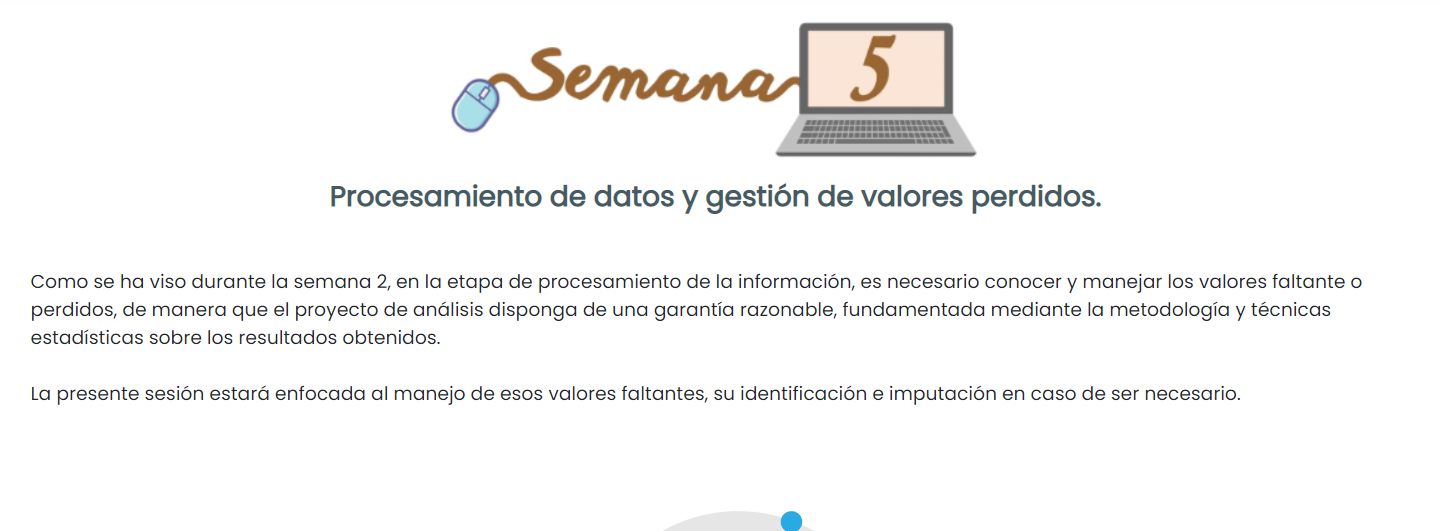 Semana 5
Procesamiento de datos y gestión de valores perdidos.
Como se ha viso durante la semana 2, en la etapa de procesamiento de la información, es necesario conocer y manejar los valores faltante o
perdidos, de manera que el proyecto de análisis disponga de una garantía razonable, fundamentada mediante la metodología y técnicas
estadísticas sobre los resultados obtenidos.
La presente sesión estará enfocada al manejo de esos valores faltantes, su identificación e imputación en caso de ser necesario.